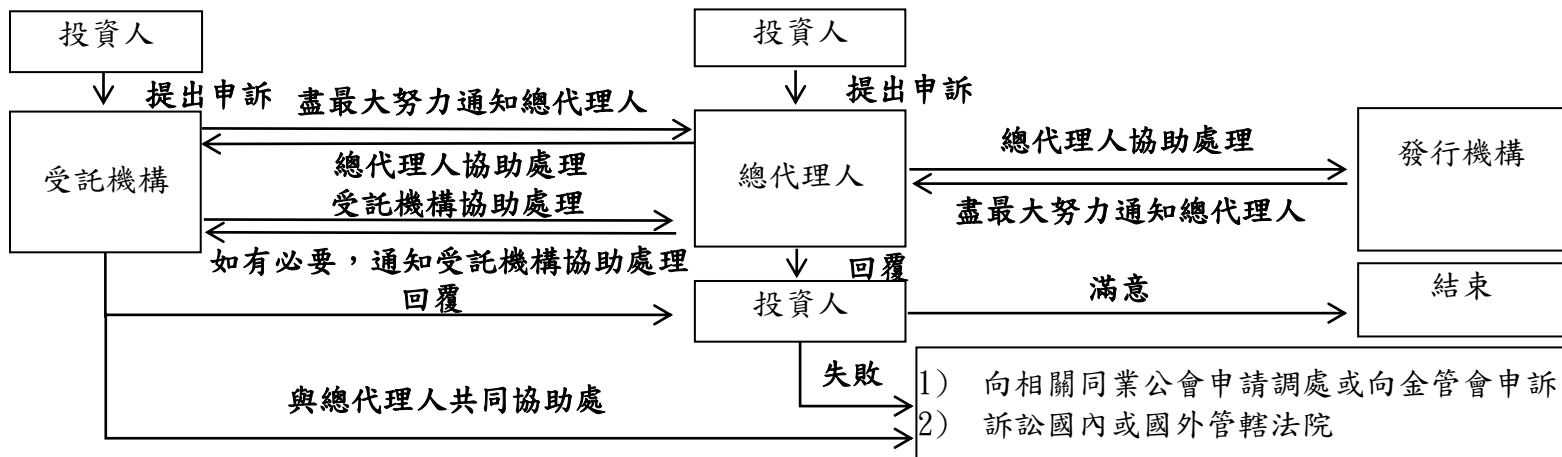 投資人
投資人
提出申訴
提出申訴
盡最大努力通知總代理人
受託機構
總代理人
發行機構
總代理人協助處理
總代理人協助處理
受託機構協助處理
盡最大努力通知總代理人
如有必要，通知受託機構協助處理
回覆
回覆
投資人
滿意
結束
失敗
與總代理人共同協助處
1) 向相關同業公會申請調處或向金管會申訴
2) 訴訟國內或國外管轄法院